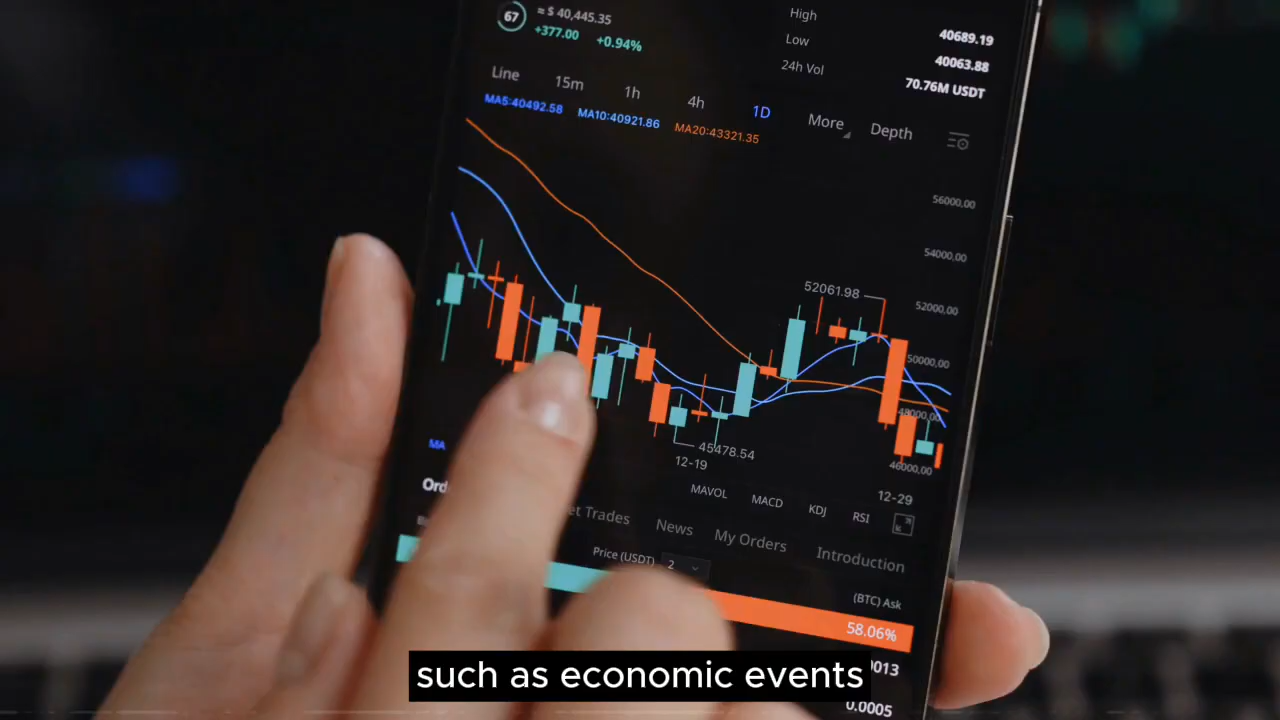 67
≈ $ 40,445.35
+377.00 +0.94%
High 40689.19
Low 40063.88
24h Vol 70.76M USDT
Line 15m 1h 4h 1D More Depth
MA5:40492.58 MA10:40921.86 MA20:43321.35
56000.00
54000.00
52061.98
52000.00
50000.00
48000.00
45478.54
46000.00
12-19
12-29
MA
MAVOL MACD KDJ RSI
Trades News My Orders Introduction
Price (USDT) 2
(BTC) Ask
58.06%
0013
0.0005
such as economic events